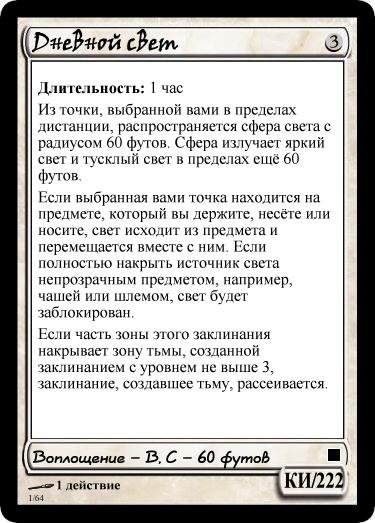 Дневной свет
3
Длительность: 1 час
Из точки, выбранной вами в пределах
дистанции, распространяется сфера света с
радиусом 60 футов. Сфера излучает яркий
свет и тусклый свет в пределах ещё 60
футов.
Если выбранная вами точка находится на
предмете, который вы держите, несёте или
носите, свет исходит из предмета и
перемещается вместе с ним. Если
полностью накрыть источник света
непрозрачным предметом, например,
чашей или шлемом, свет будет
заблокирован.
Если часть зоны этого заклинания
накрывает зону тьмы, созданной
заклинанием с уровнем не выше 3,
заклинание, создавшее тьму, рассеивается.
Воплощение – В, С – 60 футов
1 действие
КИ/222
1/64